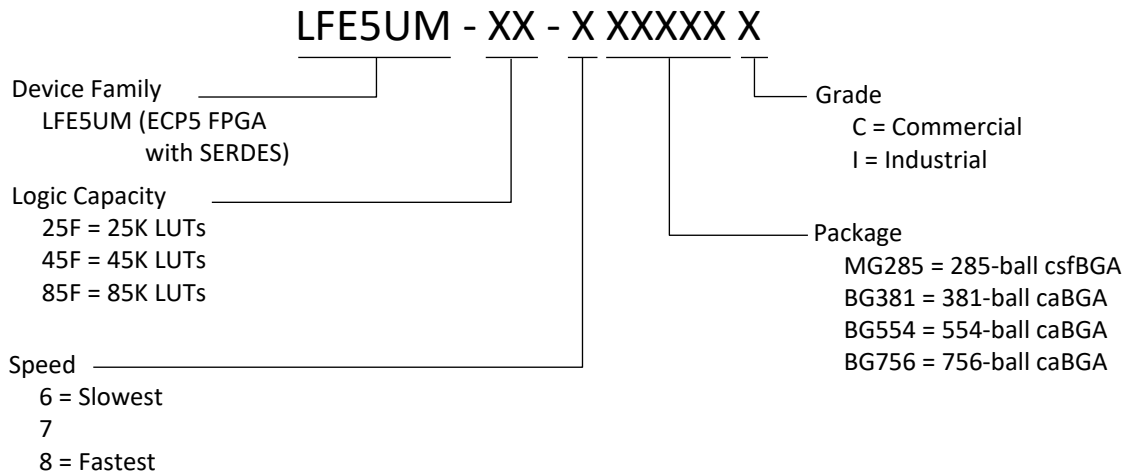 LFE5UM - XX - X XXXXX X
Device Family
LFE5UM (ECP5 FPGA
with SERDES)
Logic Capacity
25F = 25K LUTs
45F = 45K LUTs
85F = 85K LUTs
Speed
6 = Slowest
7
8 = Fastest
Grade
C = Commercial
I = Industrial
Package
MG285 = 285-ball csfBGA
BG381 = 381-ball caBGA
BG554 = 554-ball caBGA
BG756 = 756-ball caBGA